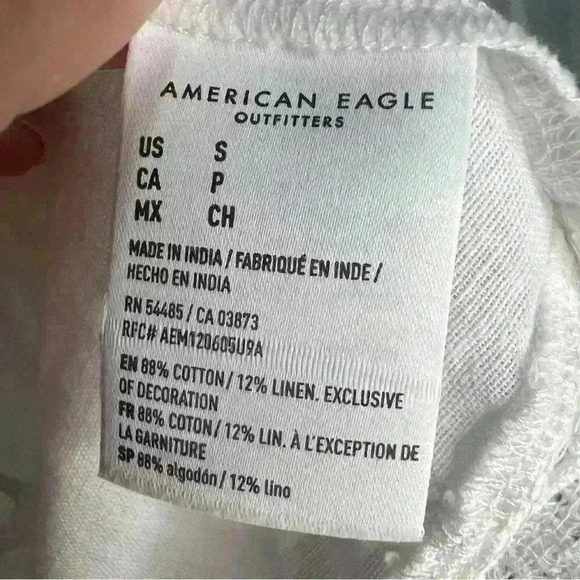 AMERICAN EAGLE
OUTFITTERS
US S
CA P
MX CH
MADE IN INDIA / FABRIQUÉ EN INDE /
HECHO EN INDIA
RN 54485 / CA 03873
RFC# AEM120605U9A
EN 88% COTTON / 12% LINEN. EXCLUSIVE
OF DECORATION
FR 88% COTON / 12% LIN. À L'EXCEPTION DE
LA GARNITURE
SP 88% algodón / 12% lino